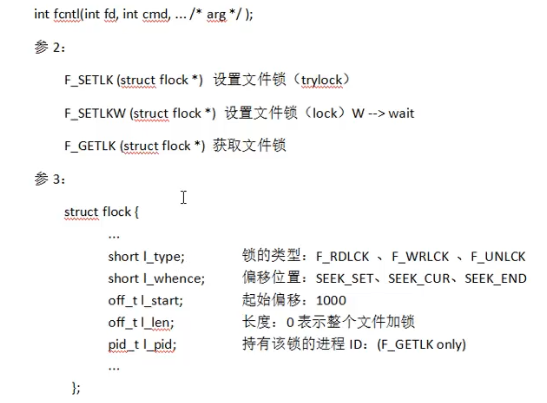 int fcntl(int fd, int cmd, ... /* arg */ );
参 2：
F_SETLK (struct flock *) 设置文件锁（trylock）
F_SETLKW (struct flock *) 设置文件锁（lock）W --> wait
F_GETLK (struct flock *) 获取文件锁
参 3：
struct flock {
...
short l_type; 锁的类型：F_RDLCK 、F_WRLCK 、F_UNLCK
short l_whence; 偏移位置：SEEK_SET、SEEK_CUR、SEEK_END
off_t l_start; 起始偏移：1000
off_t l_len; 长度：0 表示整个文件加锁
pid_t l_pid; 持有该锁的进程 ID：(F_GETLK only)
...
};